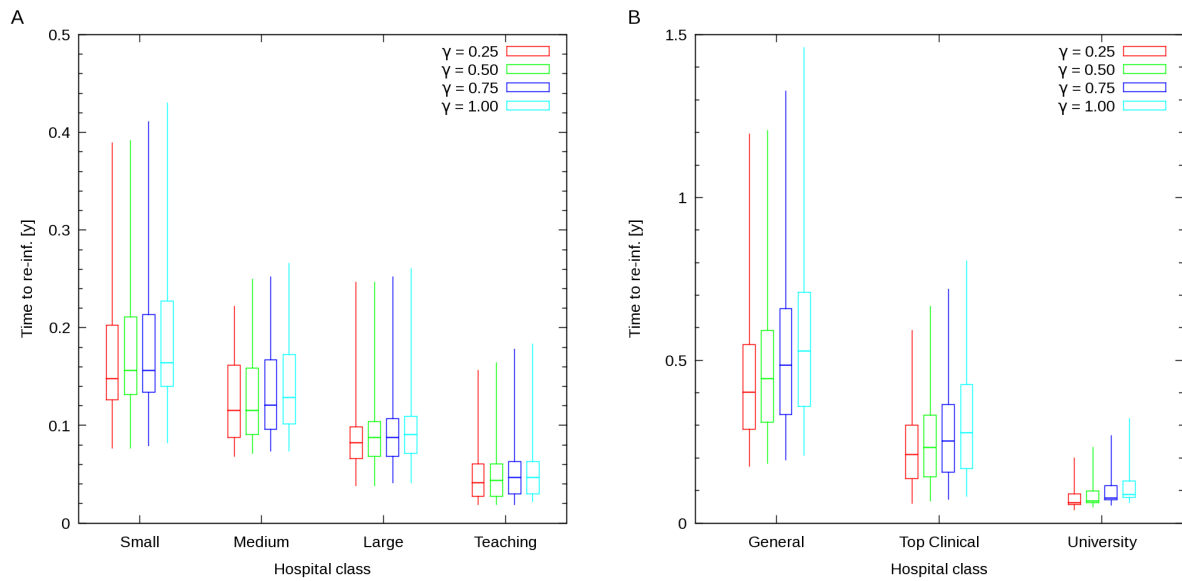 A
0.5
0.4
0.3
0.2
0.1
0
Time to re-inf. [y]
γ = 0.25
γ = 0.50
γ = 0.75
γ = 1.00
Small Medium Large Teaching
Hospital class
B
1.5
1
0.5
0
Time to re-inf. [y]
γ = 0.25
γ = 0.50
γ = 0.75
γ = 1.00
General Top Clinical University
Hospital class